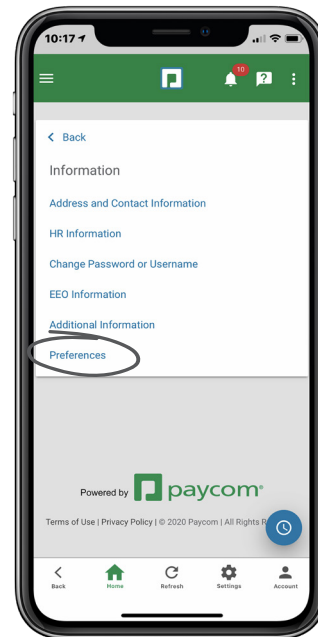 10:17
10
?
Back
Information
Address and Contact Information
HR Information
Change Password or Username
EEO Information
Additional Information
Preferences
Powered by paycom®
Terms of Use | Privacy Policy | © 2020 Paycom | All Rights R
Back Home Refresh Settings Account